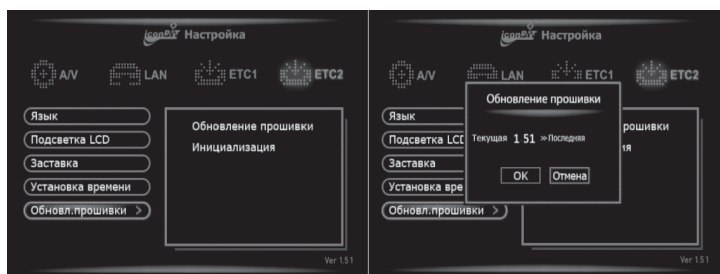 iconBiT Настройка
A/V LAN ETC1 ETC2
Язык
Подсветка LCD
Заставка
Установка времени
Обновл.прошивки >
Обновление прошивки
Инициализация
Ver 1.51
iconBiT Настройка
A/V LAN ETC1 ETC2
Язык
Подсветка LCD
Заставка
Установка вре
Обновл.прошивки >
рошивки
ия
Обновление прошивки
Текущая 1 51 »Последняя
OK Отмена
Ver 1.51